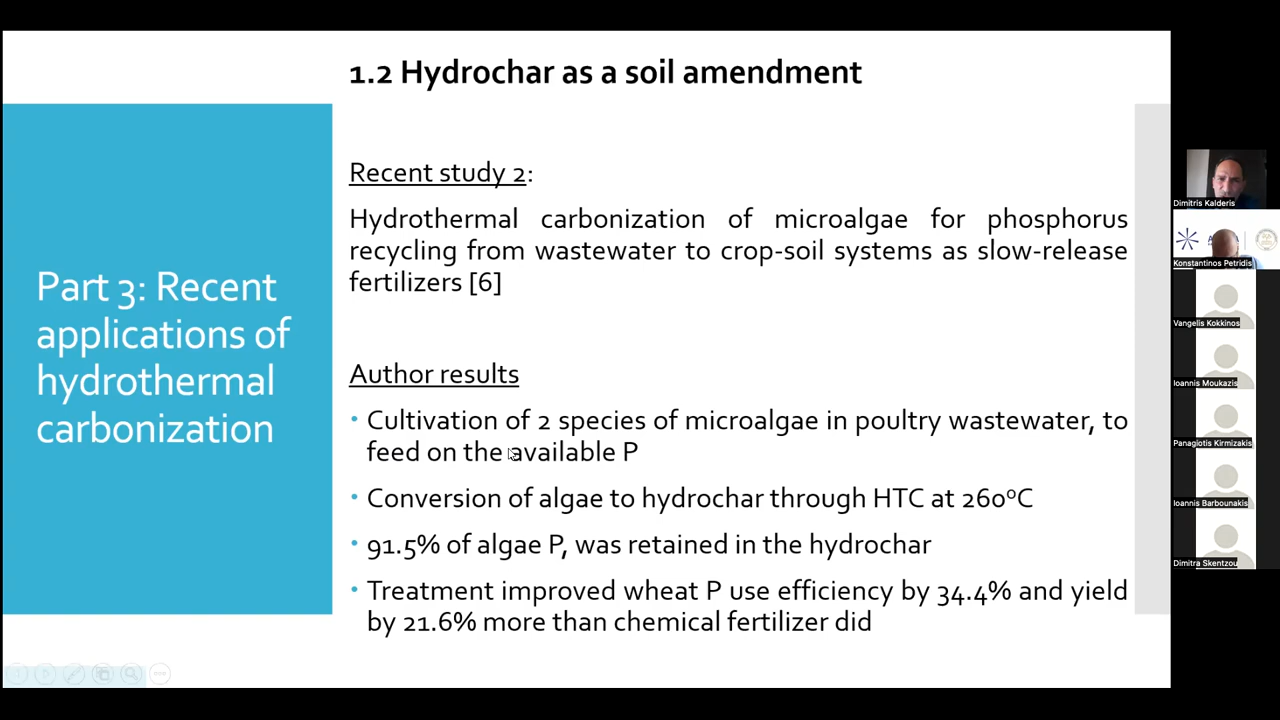 1.2 Hydrochar as a soil amendment
Part 3: Recent
applications of
hydrothermal
carbonization
Recent study 2:
Hydrothermal carbonization of microalgae for phosphorus
recycling from wastewater to crop-soil systems as slow-release
fertilizers [6]
Author results
• Cultivation of 2 species of microalgae in poultry wastewater, to
feed on the available P
• Conversion of algae to hydrochar through HTC at 260°C
• 91.5% of algae P, was retained in the hydrochar
• Treatment improved wheat P use efficiency by 34.4% and yield
by 21.6% more than chemical fertilizer did
Dimitris Kalderis
Konstantinos Petridis
Vangelis Kokkinos
Ioannis Moukazis
Panagiotis Kirmizakis
Ioannis Barbounakis
Dimitra Skentzou